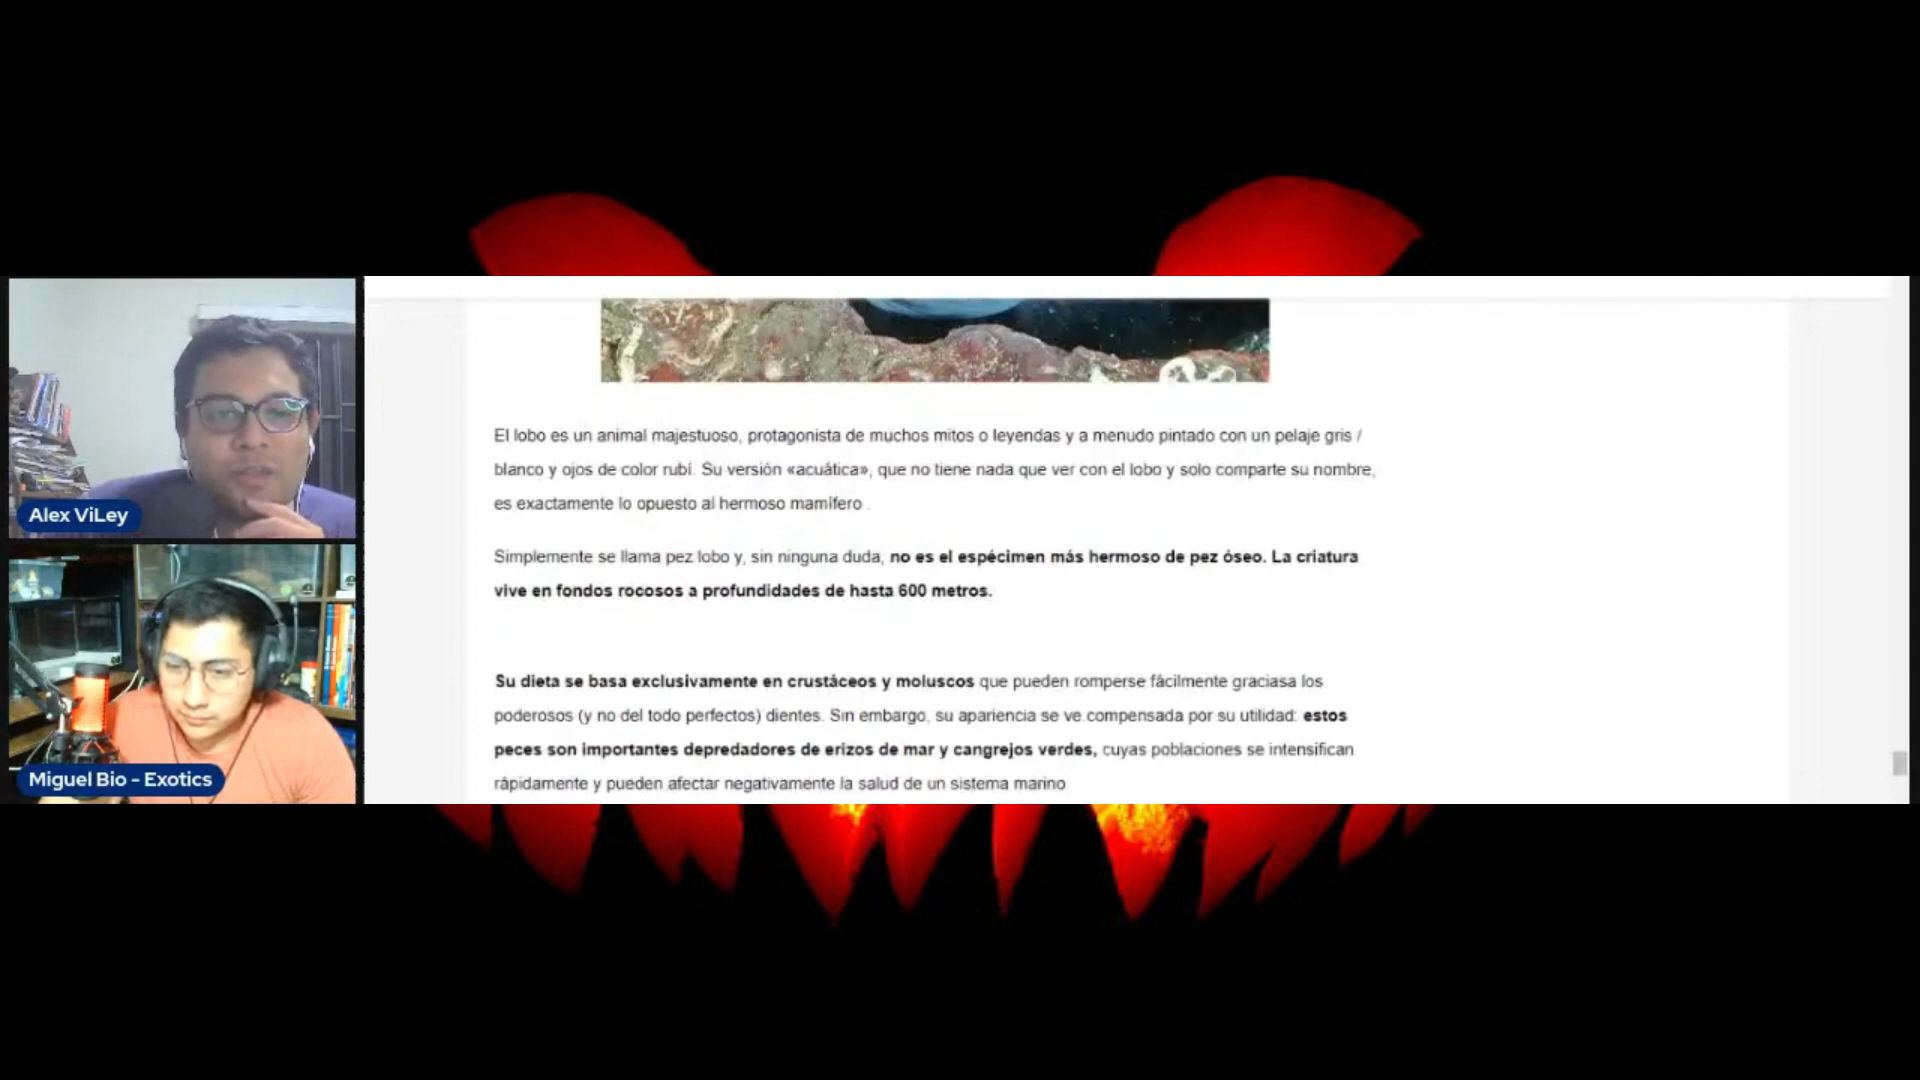 Alex ViLey
Miguel Bio - Exotics
El lobo es un animal majestuoso, protagonista de muchos mitos o leyendas y a menudo pintado con un pelaje gris /
blanco y ojos de color rubí. Su versión «acuática», que no tiene nada que ver con el lobo y solo comparte su nombre,
es exactamente lo opuesto al hermoso mamífero .
Simplemente se llama pez lobo y, sin ninguna duda, no es el espécimen más hermoso de pez óseo. La criatura
vive en fondos rocosos a profundidades de hasta 600 metros.
Su dieta se basa exclusivamente en crustáceos y moluscos que pueden romperse fácilmente graciasa los
poderosos (y no del todo perfectos) dientes. Sin embargo, su apariencia se ve compensada por su utilidad: estos
peces son importantes depredadores de erizos de mar y cangrejos verdes, cuyas poblaciones se intensifican
rápidamente y pueden afectar negativamente la salud de un sistema marino